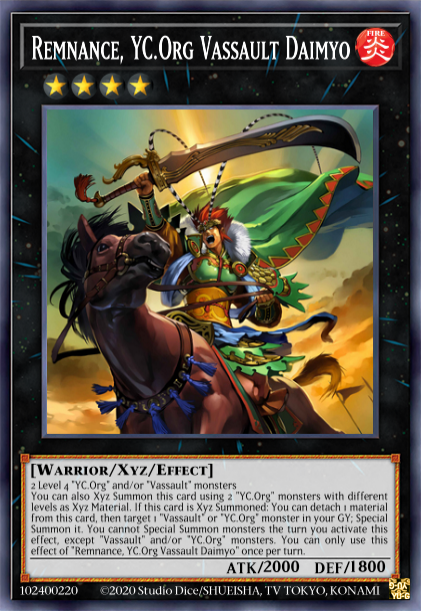 Remnance, YC.Org Vassault Daimyo
FIRE
炎
[Warrior/Xyz/Effect]
2 Level 4 "YC.Org" and/or "Vassault" monsters
You can also Xyz Summon this card using 2 "YC.Org" monsters with different
levels as Xyz Material. If this card is Xyz Summoned: You can detach 1 material
from this card, then target 1 "Vassault" or "YC.Org" monster in your GY; Special
Summon it. You cannot Special Summon monsters the turn you activate this
effect, except "Vassault" and/or "YC.Org" monsters. You can only use this
effect of "Remnance, YC.Org Vassault Daimyo" once per turn.
ATK/2000 DEF/1800
102400220 ©2020 Studio Dice/SHUEISHA, TV TOKYO, KONAMI